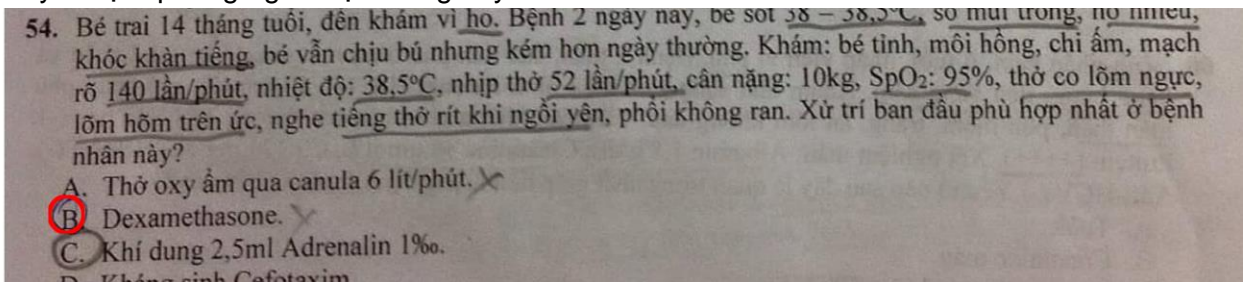 54. Bé trai 14 tháng tuổi, đến khám vì ho. Bệnh 2 ngày nay, bé sốt 38 – 38,5°C, sổ mũi trong, ho nhiều,
khóc khàn tiếng, bé vẫn chịu bú nhưng kém hơn ngày thường. Khám: bé tỉnh, môi hồng, chi ấm, mạch
rõ 140 lần/phút, nhiệt độ: 38,5°C, nhịp thở 52 lần/phút, cân nặng: 10kg, SpO₂: 95%, thở co lõm ngực,
lõm hõm trên ức, nghe tiếng thở rít khi ngồi yên, phổi không ran. Xử trí ban đầu phù hợp nhất ở bệnh
nhân này?
A. Thở oxy ẩm qua canula 6 lít/phút.
B. Dexamethasone.
C. Khí dung 2,5ml Adrenalin 1‰.
D. Kháng sinh Cefotaxim